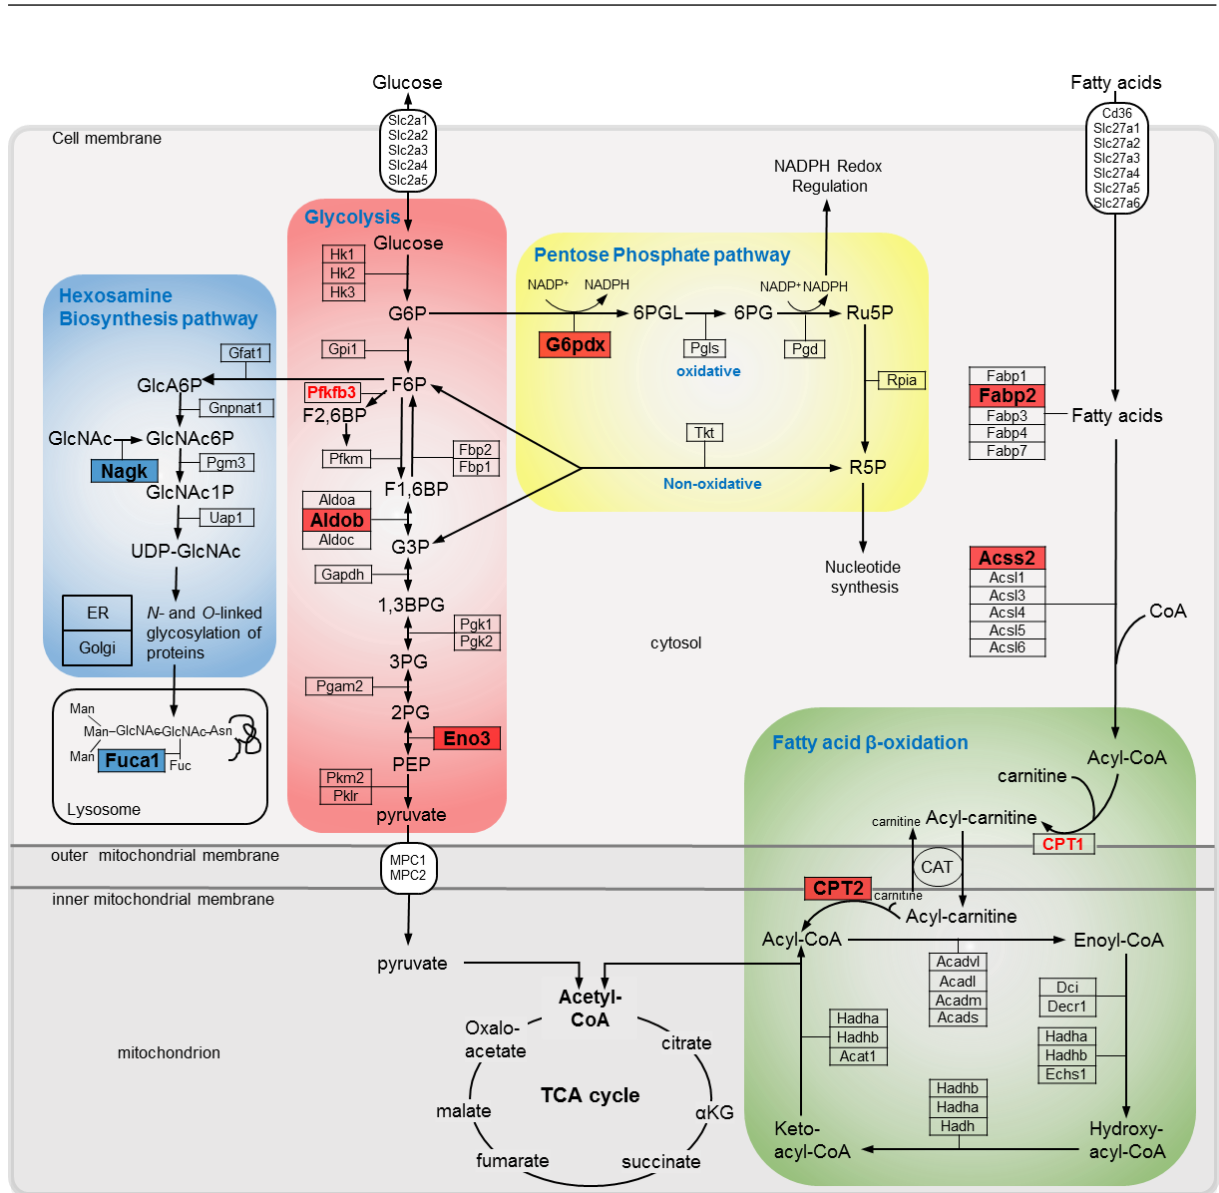 Glucose
Slc2a1
Slc2a2
Slc2a3
Slc2a4
Slc2a5
Fatty acids
Cd36
Slc27a1
Slc27a2
Slc27a3
Slc27a4
Slc27a5
Slc27a6
Cell membrane
NADPH Redox
Regulation
Glycolysis
Glucose
Hk1
Hk2
Hk3
G6P
Gpi1
Pfkfb3
F6P
F2,6BP
Pfkm
Fbp2
Fbp1
F1,6BP
Aldoa
Aldob
Aldoc
G3P
Gapdh
1,3BPG
Pgk1
Pgk2
3PG
Pgam2
2PG
Eno3
PEP
Pkm2
Pklr
pyruvate
Pentose Phosphate pathway
NADP+
NADPH
NADP+
NADPH
6PGL
6PG
Ru5P
G6pdx
Pgls
Pgd
oxidative
Rpia
Tkt
R5P
Non-oxidative
Nucleotide
synthesis
Hexosamine
Biosynthesis pathway
Gfat1
GlcA6P
Gnpnat1
GlcNAc
GlcNAc6P
Nagk
Pgm3
GlcNAc1P
Uap1
UDP-GlcNAc
ER
Golgi
N- and O-linked
glycosylation of
proteins
Man
Man–GlcNAc–GlcNAc–Asn
Man
Fuca1
Fuc
Lysosome
Fabp1
Fabp2
Fabp3
Fabp4
Fabp7
Fatty acids
Acss2
Acsl1
Acsl3
Acsl4
Acsl5
Acsl6
CoA
cytosol
Fatty acid β-oxidation
Acyl-CoA
carnitine
carnitine
Acyl-carnitine
CPT1
outer mitochondrial membrane
MPC1
MPC2
CAT
inner mitochondrial membrane
CPT2
carnitine
Acyl-carnitine
Acyl-CoA
Enoyl-CoA
Acadvl
Acadl
Acadm
Acads
Dci
Decr1
Hadha
Hadhb
Echs1
Hadha
Hadhb
Acat1
Hadhb
Hadha
Hadh
Keto-
acyl-CoA
Hydroxy-
acyl-CoA
pyruvate
Acetyl-
CoA
Oxalo-
acetate
citrate
mitochondrion
TCA cycle
malate
αKG
fumarate
succinate